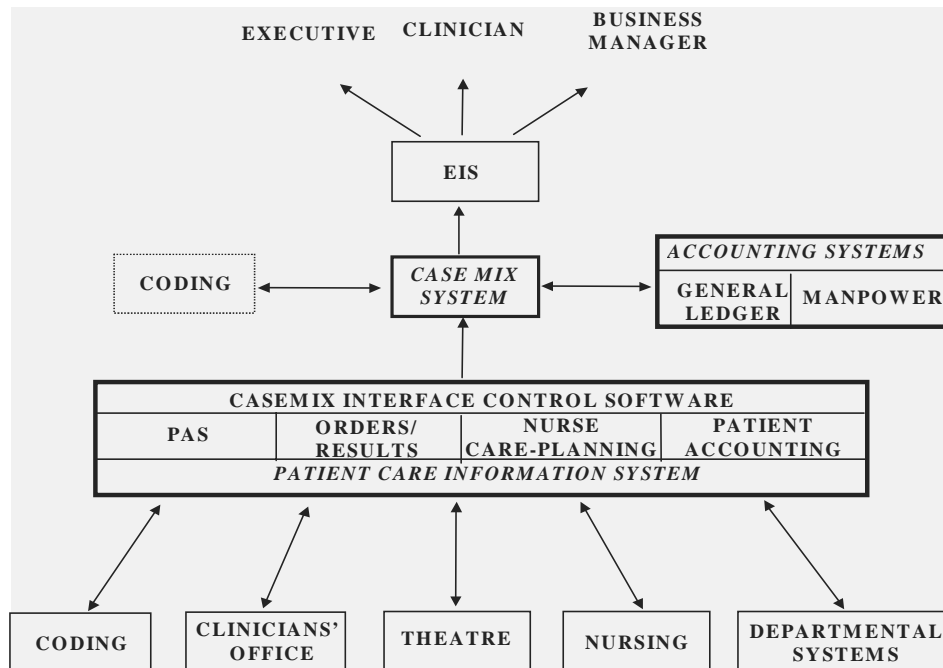 EXECUTIVE
CLINICIAN
BUSINESS
MANAGER
EIS
CODING
CASE MIX
SYSTEM
ACCOUNTING SYSTEMS
GENERAL
LEDGER
MANPOWER
CASEMIX INTERFACE CONTROL SOFTWARE
PAS
ORDERS/
RESULTS
NURSE
CARE-PLANNING
PATIENT
ACCOUNTING
PATIENT CARE INFORMATION SYSTEM
CODING
CLINICIANS’
OFFICE
THEATRE
NURSING
DEPARTMENTAL
SYSTEMS